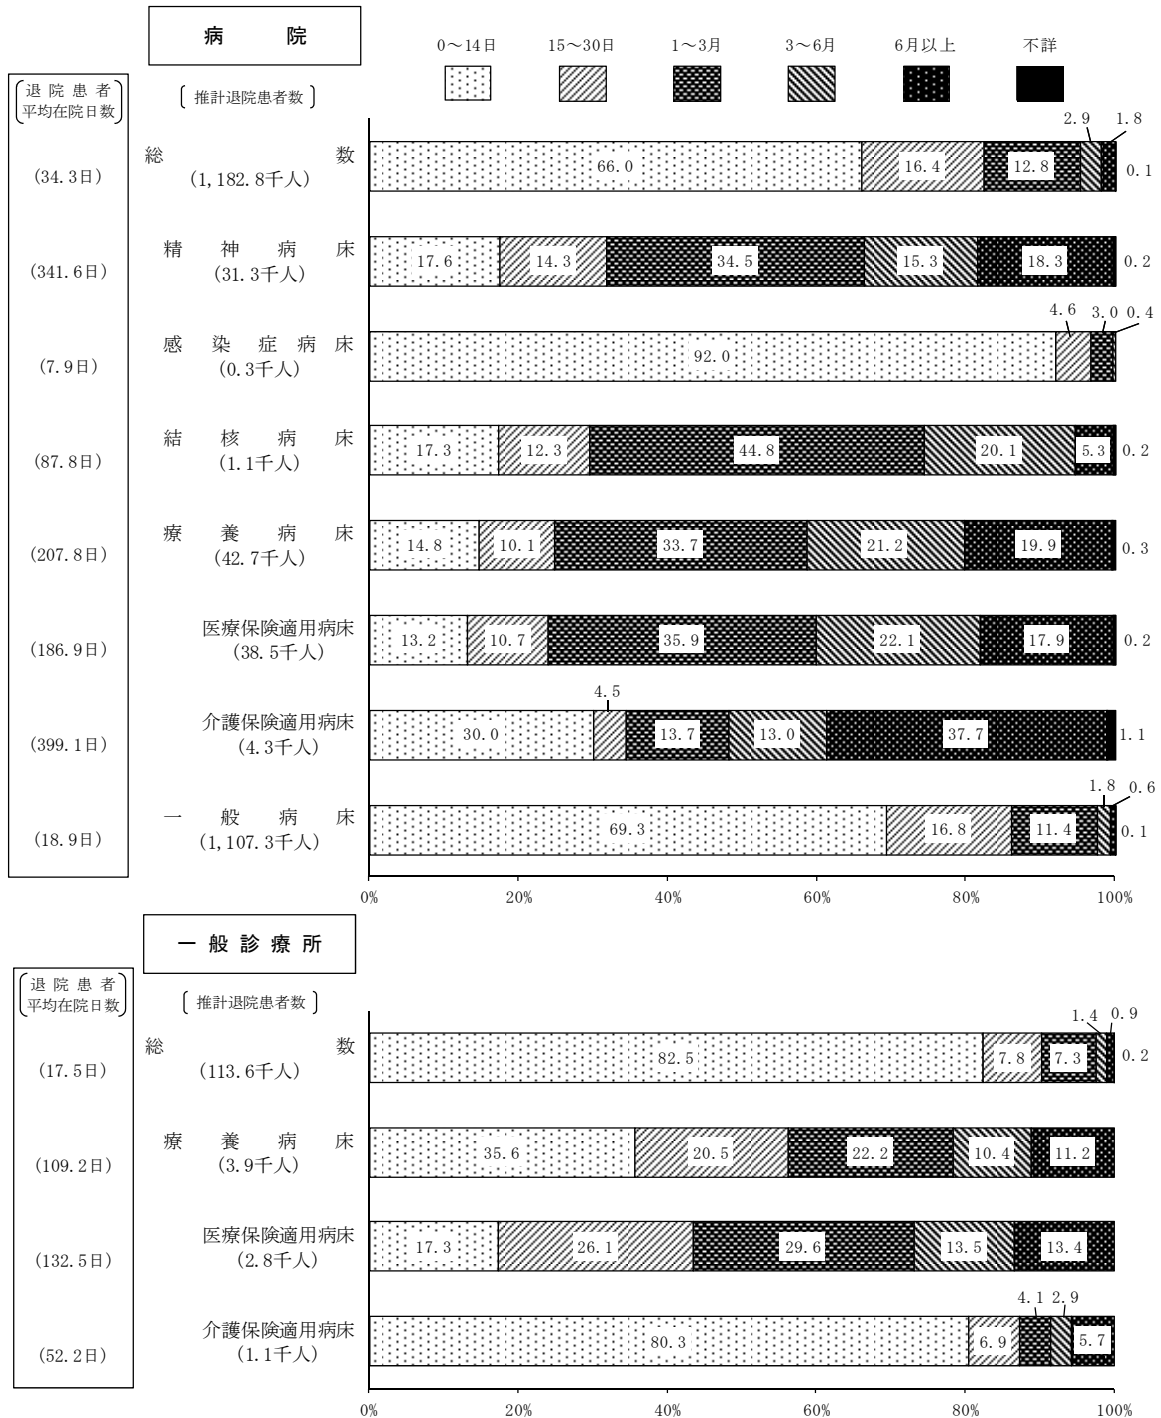 病　院
0～14日　15～30日　1～3月　3～6月　6月以上　不詳
退院患者
平均在院日数
推計退院患者数
2.9　1.8
総　数
(1,182.8千人)
(34.3日)
66.0　16.4　12.8　0.1
精神病床
(31.3千人)
(341.6日)
17.6　14.3　34.5　15.3　18.3　0.2
4.6　3.0　0.4
感染症病床
(0.3千人)
(7.9日)
92.0
結核病床
(1.1千人)
(87.8日)
17.3　12.3　44.8　20.1　5.3　0.2
療養病床
(42.7千人)
(207.8日)
14.8　10.1　33.7　21.2　19.9　0.3
医療保険適用病床
(38.5千人)
(186.9日)
13.2　10.7　35.9　22.1　17.9　0.2
4.5
介護保険適用病床
(4.3千人)
(399.1日)
30.0　13.7　13.0　37.7　1.1
1.8　0.6
一般病床
(1,107.3千人)
(18.9日)
69.3　16.8　11.4　0.1
0%　20%　40%　60%　80%　100%
一般診療所
退院患者
平均在院日数
推計退院患者数
1.4　0.9
総　数
(113.6千人)
(17.5日)
82.5　7.8　7.3　0.2
療養病床
(3.9千人)
(109.2日)
35.6　20.5　22.2　10.4　11.2
医療保険適用病床
(2.8千人)
(132.5日)
17.3　26.1　29.6　13.5　13.4
4.1　2.9
介護保険適用病床
(1.1千人)
(52.2日)
80.3　6.9　5.7
0%　20%　40%　60%　80%　100%